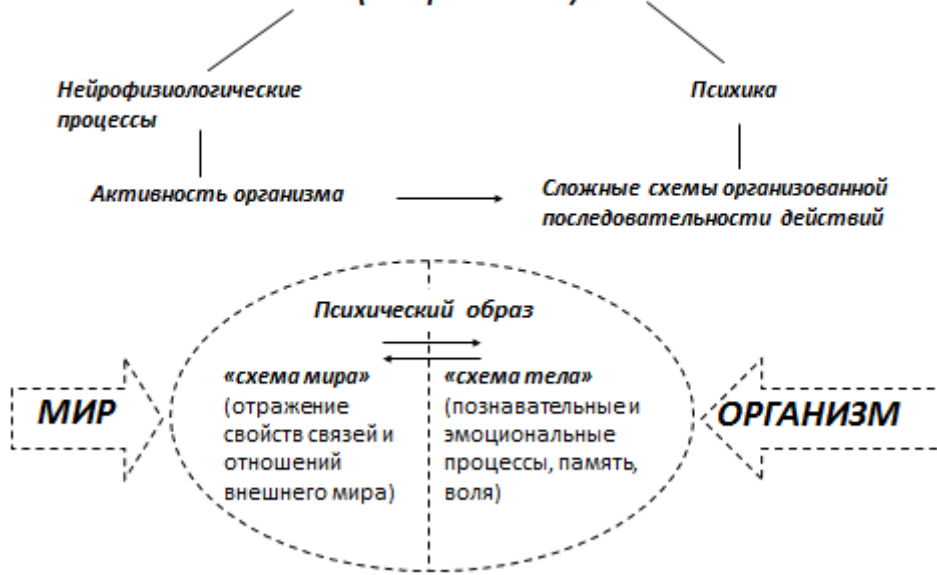 Нейрофизиологические
процессы
Психика
Активность организма
Сложные схемы организованной
последовательности действий
Психический образ
«схема мира»
(отражение
свойств связей и
отношений
внешнего мира)
«схема тела»
(познавательные и
эмоциональные
процессы, память,
воля)
МИР
ОРГАНИЗМ